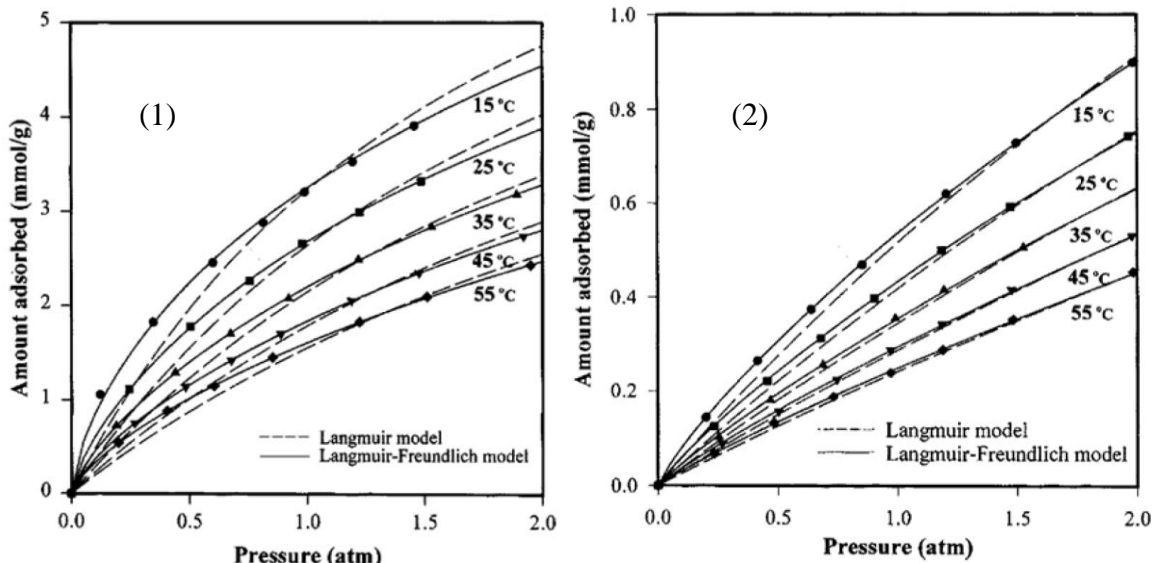 (1)
Amount adsorbed (mmol/g)
5
4
3
2
1
0
15 °C
25 °C
35 °C
45 °C
55 °C
Langmuir model
Langmuir-Freundlich model
0.0 0.5 1.0 1.5 2.0
Pressure (atm)
(2)
Amount adsorbed (mmol/g)
1.0
0.8
0.6
0.4
0.2
0.0
15 °C
25 °C
35 °C
45 °C
55 °C
Langmuir model
Langmuir-Freundlich model
0.0 0.5 1.0 1.5 2.0
Pressure (atm)